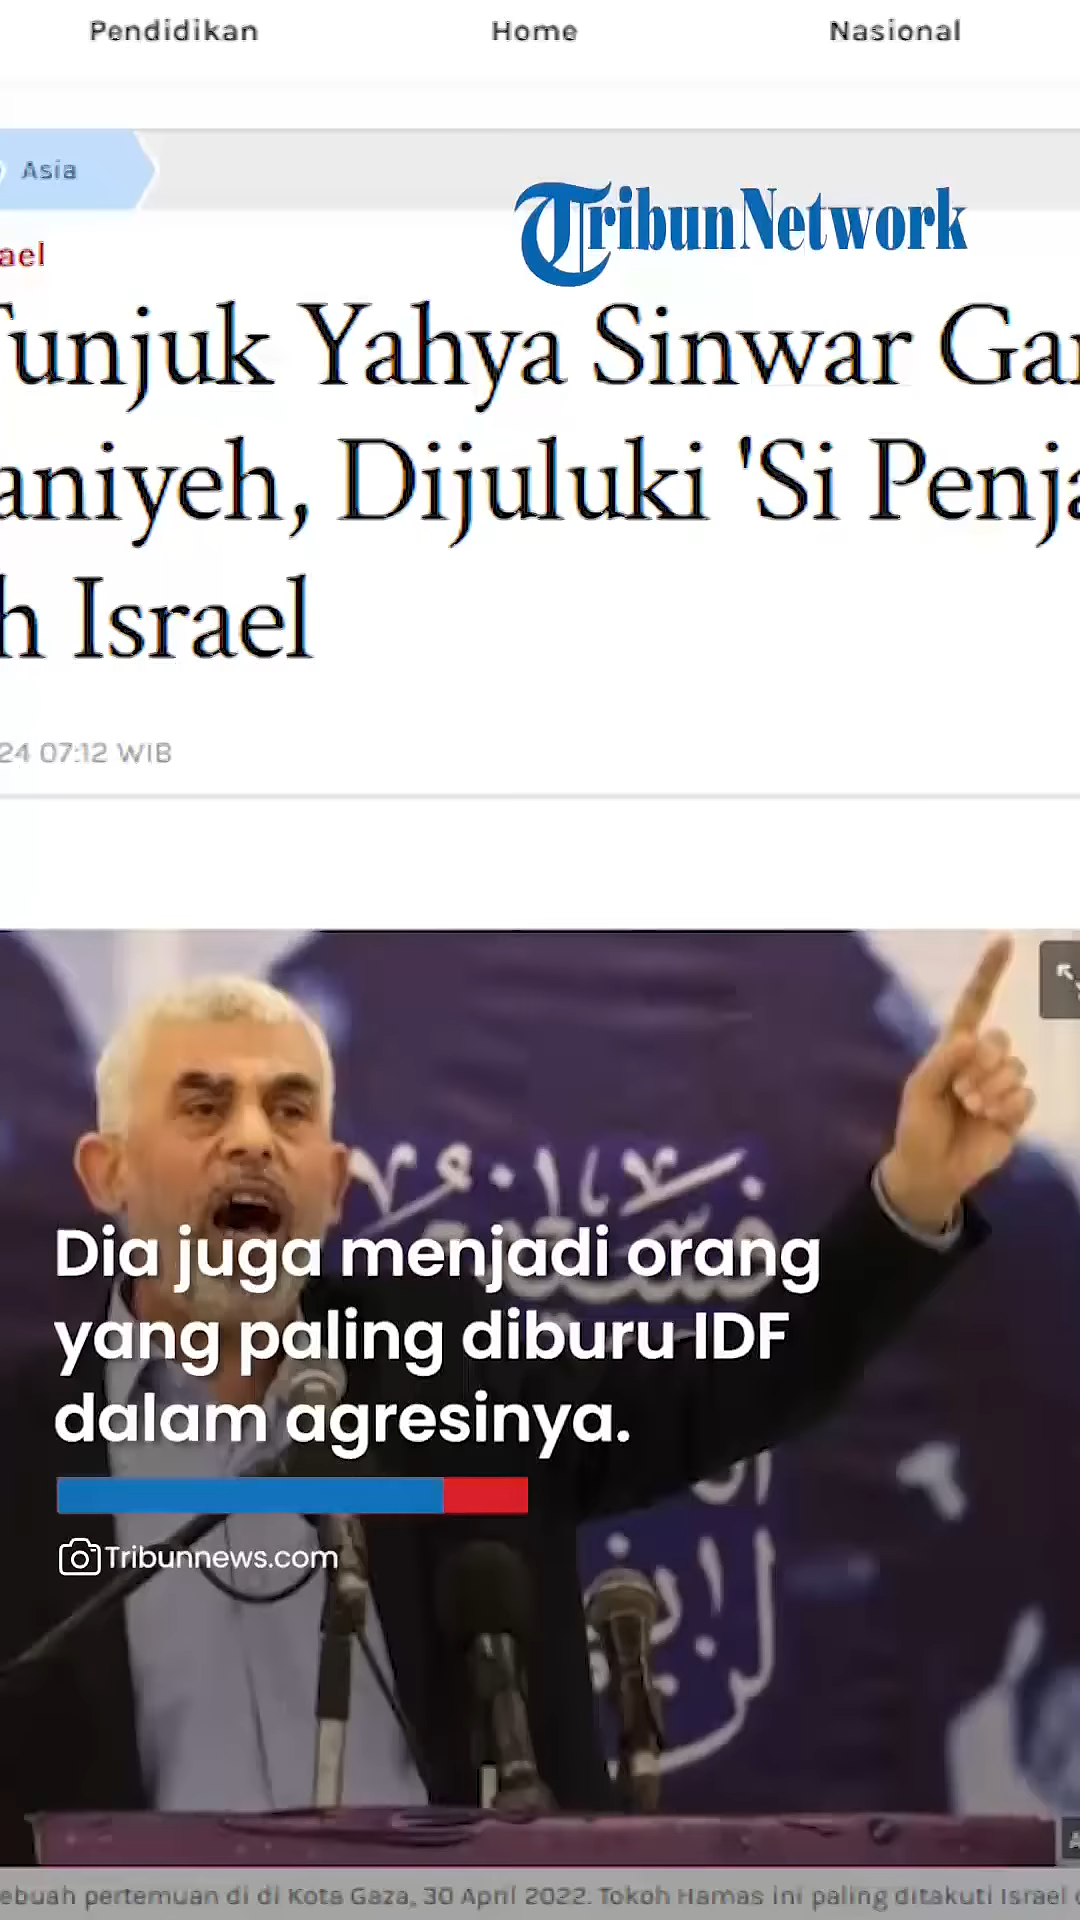 Pendidikan Home Nasional
Asia
TribunNetwork
ael
Tunjuk Yahya Sinwar Gan
aniyeh, Dijuluki 'Si Penja
h Israel
24 07:12 WIB
Dia juga menjadi orang
yang paling diburu IDF
dalam agresinya.
Tribunnews.com
ebuah pertemuan di di Kota Gaza, 30 April 2022. Tokoh Hamas ini paling ditakuti Israel